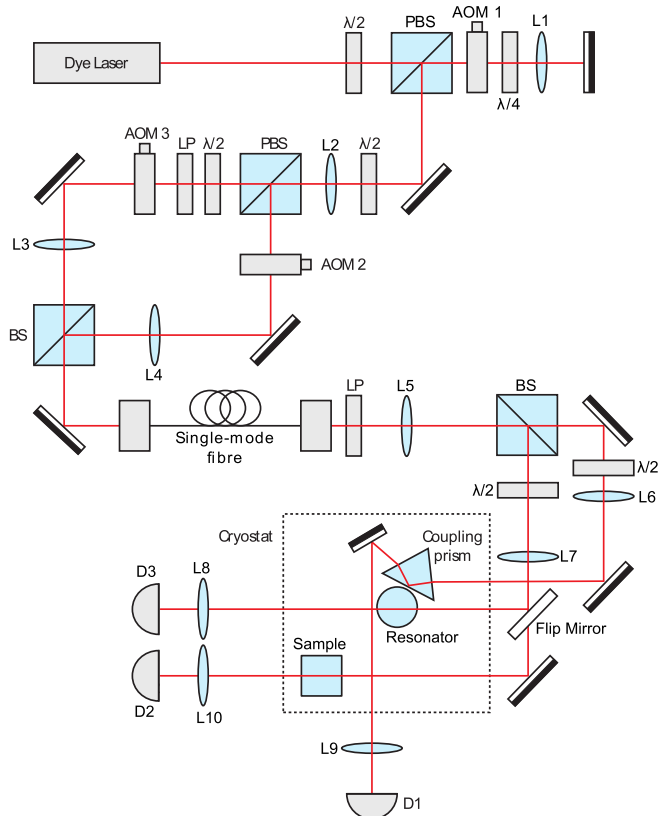 λ/2
PBS
AOM 1
L1
Dye Laser
λ/4
AOM 3
LP
λ/2
PBS
L2
λ/2
L3
AOM 2
BS
L4
LP
L5
BS
Single-mode
fibre
λ/2
λ/2
L6
Cryostat
Coupling
prism
L7
D3
L8
Resonator
Flip Mirror
Sample
D2
L10
L9
D1